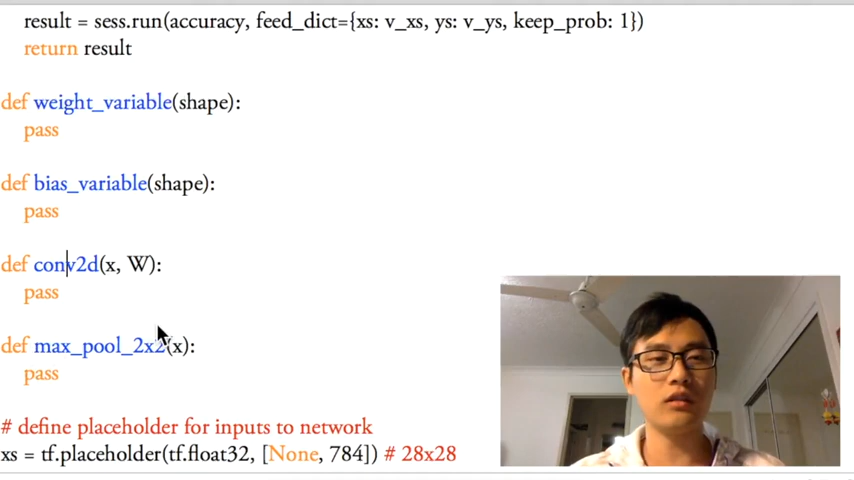 result = sess.run(accuracy, feed_dict={xs: v_xs, ys: v_ys, keep_prob: 1})
return result
def weight_variable(shape):
pass
def bias_variable(shape):
pass
def conv2d(x, W):
pass
def max_pool_2x2(x):
pass
# define placeholder for inputs to network
xs = tf.placeholder(tf.float32, [None, 784]) # 28x28